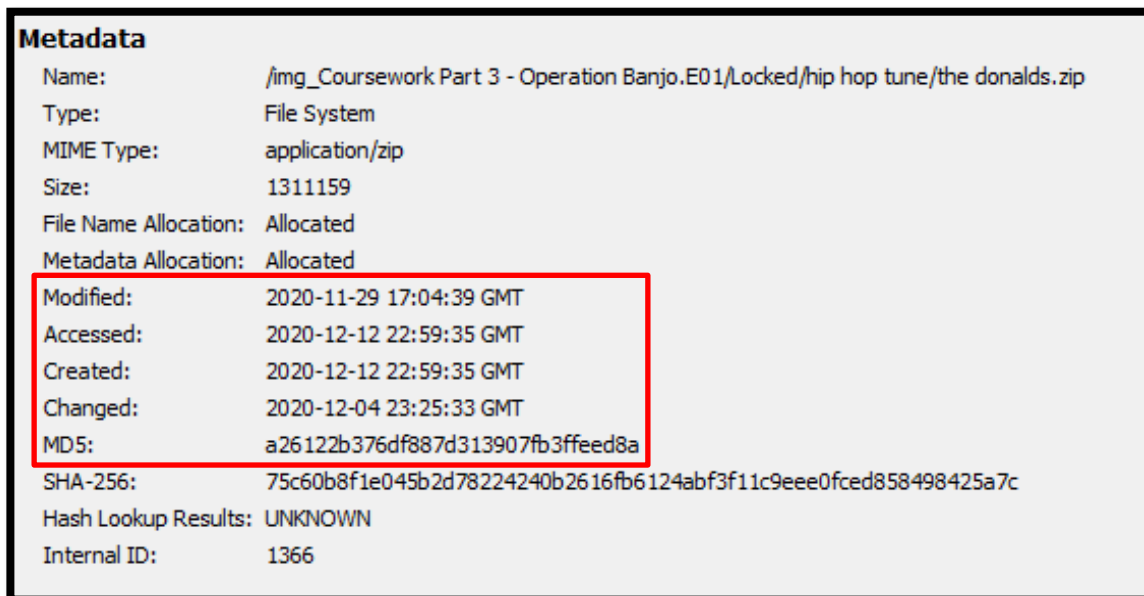 Metadata
Name: /img_Coursework Part 3 - Operation Banjo.E01/Locked/hip hop tune/the donalds.zip
Type: File System
MIME Type: application/zip
Size: 1311159
File Name Allocation: Allocated
Metadata Allocation: Allocated
Modified: 2020-11-29 17:04:39 GMT
Accessed: 2020-12-12 22:59:35 GMT
Created: 2020-12-12 22:59:35 GMT
Changed: 2020-12-04 23:25:33 GMT
MD5: a26122b376df887d313907fb3ffeed8a
SHA-256: 75c60b8f1e045b2d78224240b2616fb6124abf3f11c9eee0fced858498425a7c
Hash Lookup Results: UNKNOWN
Internal ID: 1366